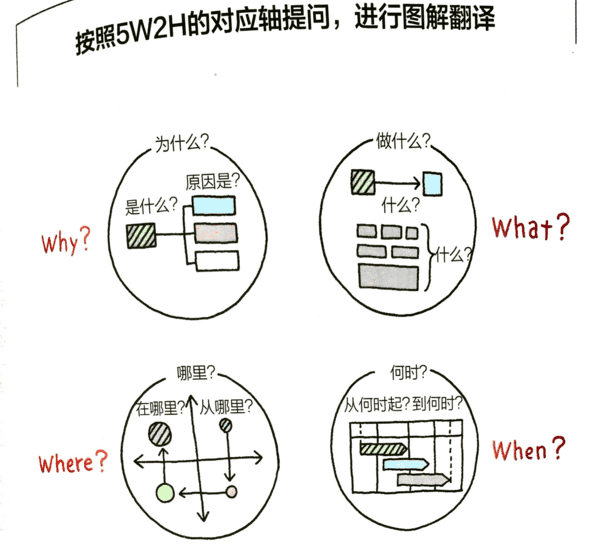 按照5W2H的对应轴提问，进行图解翻译
为什么?
原因是?
是什么?
Why?
做什么?
什么?
什么?
What?
哪里?
在哪里? 从哪里?
Where?
何时?
从何时起? 到何时?
When?